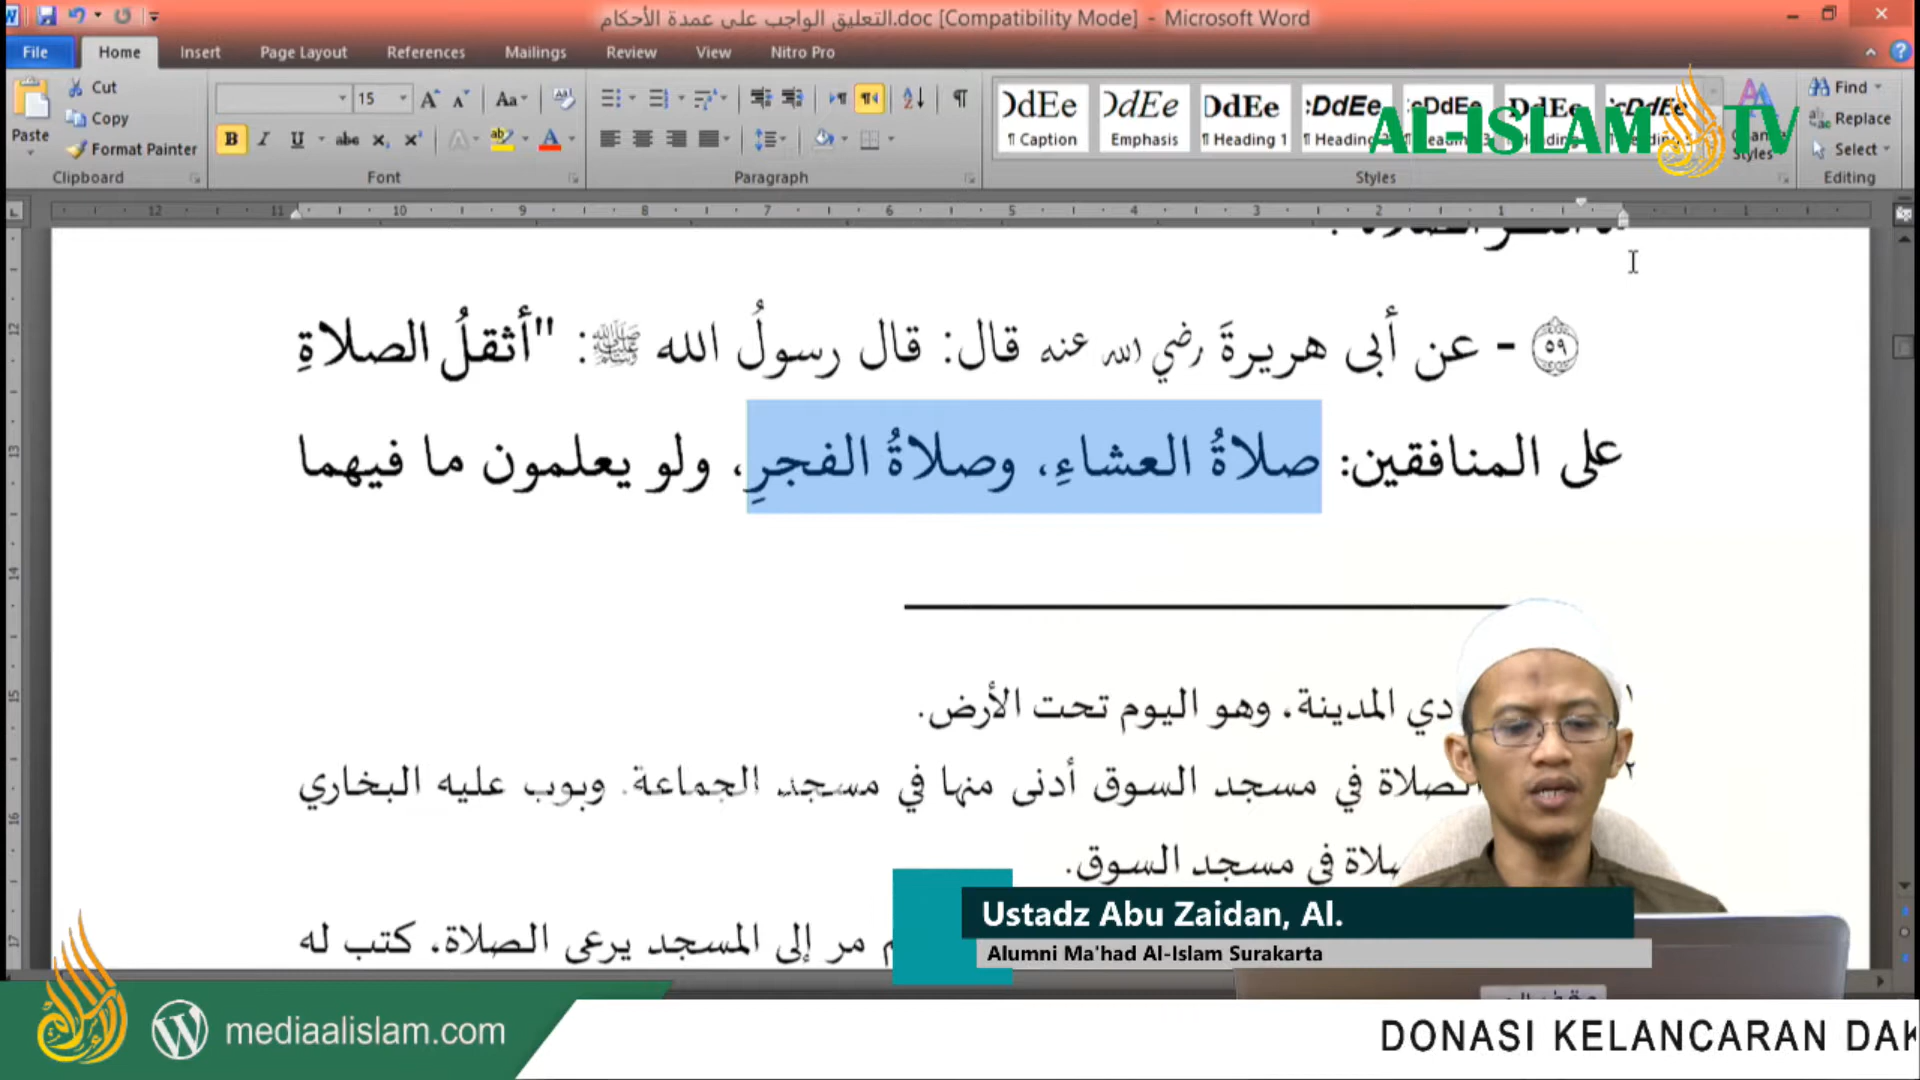 التعليق الواجب على عمدة الأحكام.doc [Compatibility Mode] - Microsoft Word
File Home Insert Page Layout References Mailings Review View Nitro Pro
Paste
Cut
Copy
Format Painter
Clipboard
15
Font
Paragraph
Caption
Emphasis
Heading 1
Styles
Find
Replace
Select
Editing
AL-ISLAM TV
٥٩ - عن أبى هريرةَ رضي الله عنه قال: قال رسولُ الله ﷺ: "أثقلُ الصلاةِ
على المنافقين: صلاةُ العشاءِ، وصلاةُ الفجرِ، ولو يعلمون ما فيهما
المدينة، وهو اليوم تحت الأرض.
في مسجد السوق أدنى منها في مسجد الجماعة. وبوب عليه البخاري
في مسجد السوق.
مر إلى المسجد يرعى الصلاة، كتب له
Ustadz Abu Zaidan, Al.
Alumni Ma'had Al-Islam Surakarta
mediaalislam.com
DONASI KELANCARAN DAK